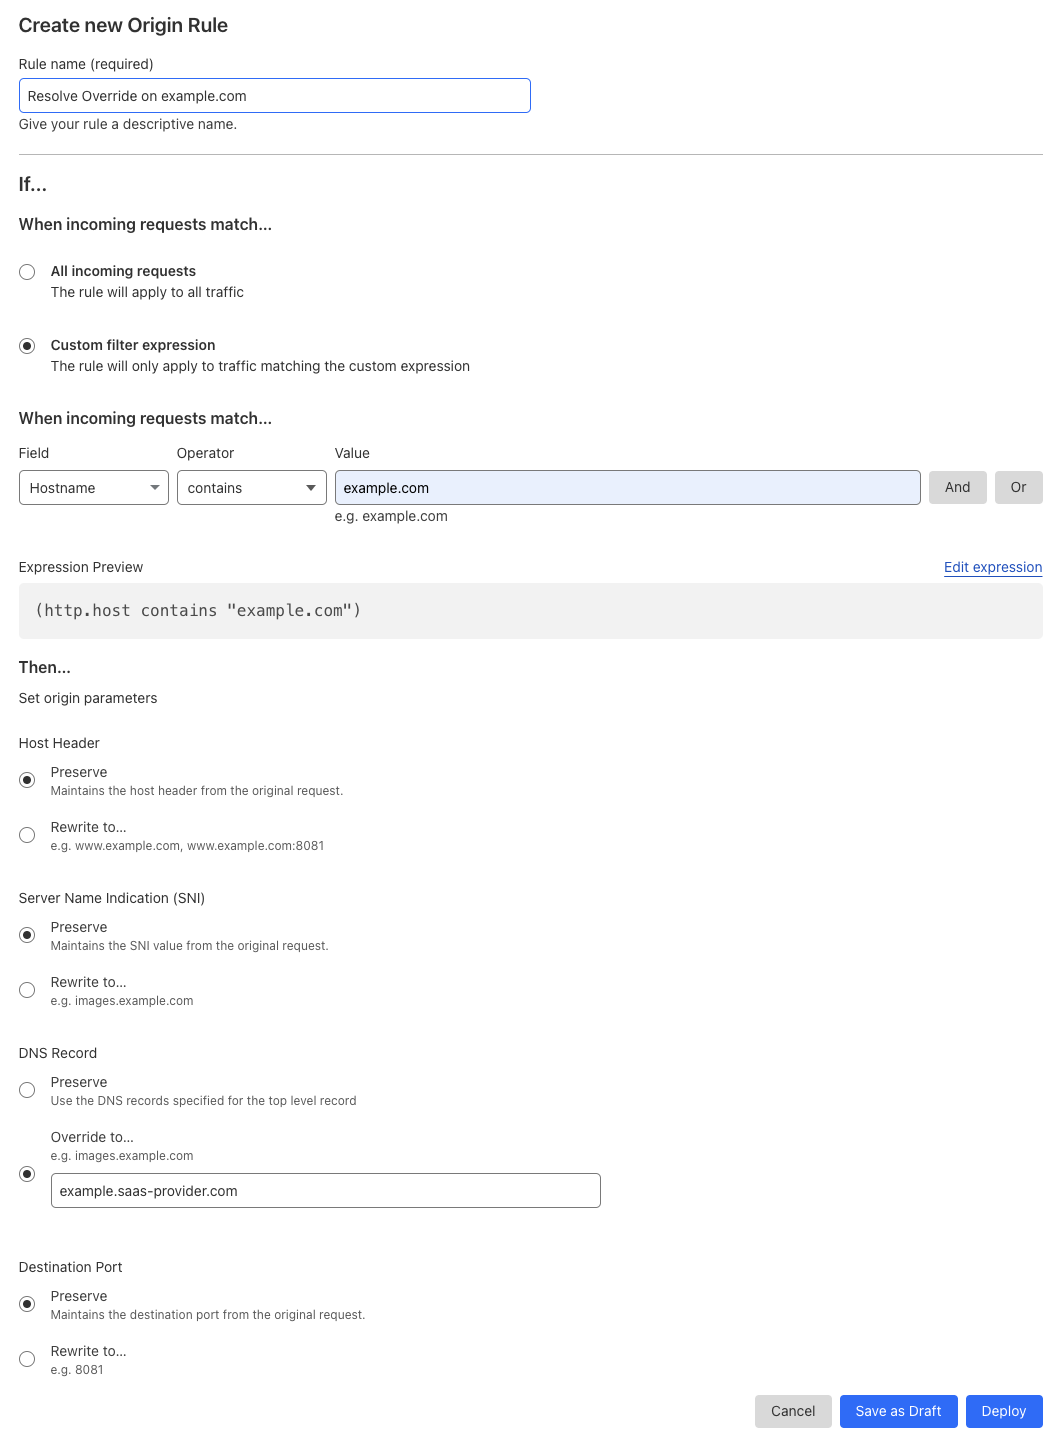 Create new Origin Rule
Rule name (required)
Resolve Override on example.com
Give your rule a descriptive name.
If...
When incoming requests match...
All incoming requests
The rule will apply to all traffic
Custom filter expression
The rule will only apply to traffic matching the custom expression
When incoming requests match...
Field Operator Value
Hostname contains example.com And Or
e.g. example.com
Expression Preview Edit expression
(http.host contains "example.com")
Then...
Set origin parameters
Host Header
Preserve
Maintains the host header from the original request.
Rewrite to...
e.g. www.example.com, www.example.com:8081
Server Name Indication (SNI)
Preserve
Maintains the SNI value from the original request.
Rewrite to...
e.g. images.example.com
DNS Record
Preserve
Use the DNS records specified for the top level record
Override to...
e.g. images.example.com
example.saas-provider.com
Destination Port
Preserve
Maintains the destination port from the original request.
Rewrite to...
e.g. 8081
Cancel Save as Draft Deploy